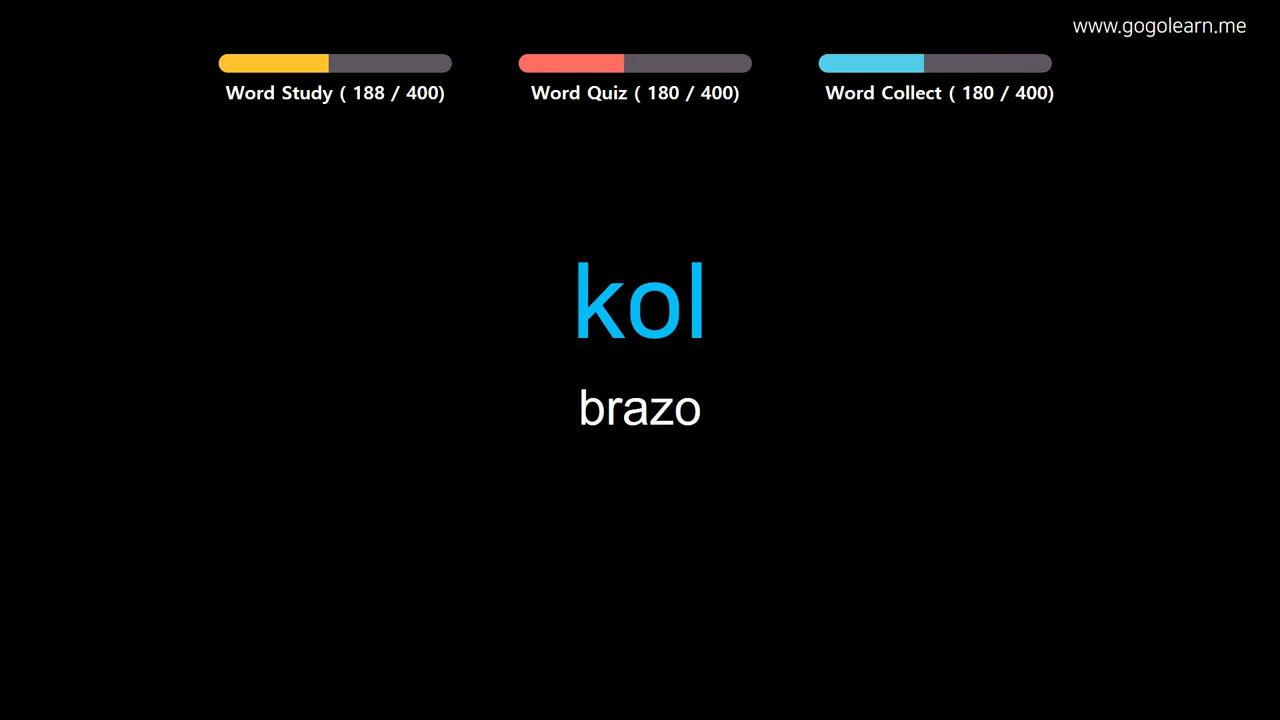 www.gogolearn.me
Word Study ( 188 / 400)
Word Quiz ( 180 / 400)
Word Collect ( 180 / 400)
kol
brazo